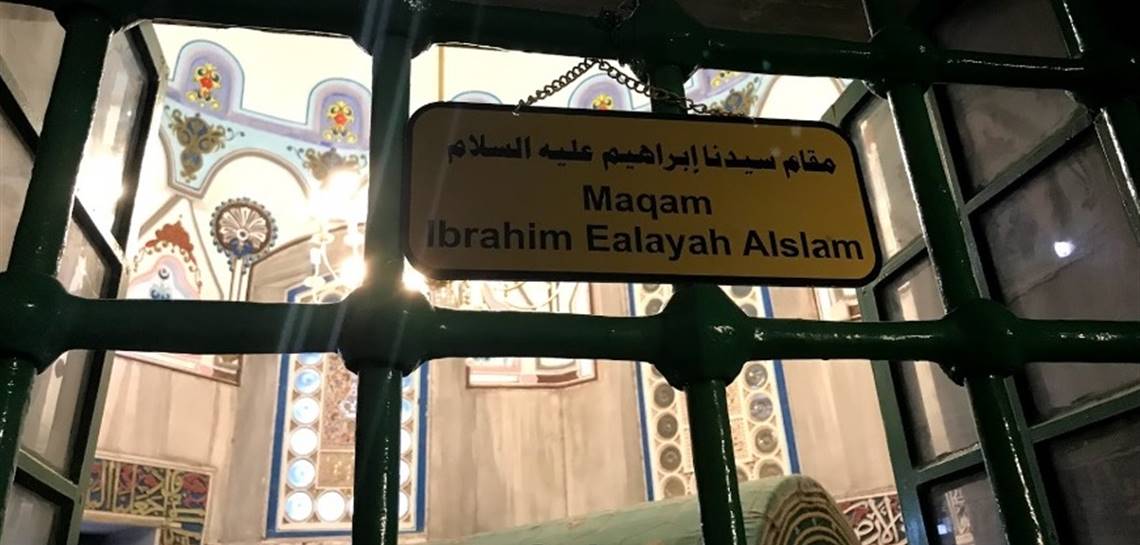 مقام سيدنا إبراهيم عليه السلام
Maqam
Ibrahim Ealayah Alslam